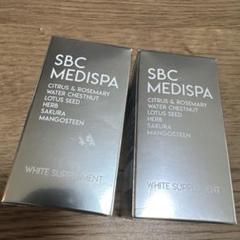 SBC
MEDISPA
CITRUS & ROSEMARY
WATER CHESTNUT
LOTUS SEED
HERB
SAKURA
MANGOSTEEN
WHITE SUPPLEMENT
SBC
MEDISPA
CITRUS & ROSEMARY
WATER CHESTNUT
LOTUS SEED
HERB
SAKURA
MANGOSTEEN
WHITE SUPPLEMENT